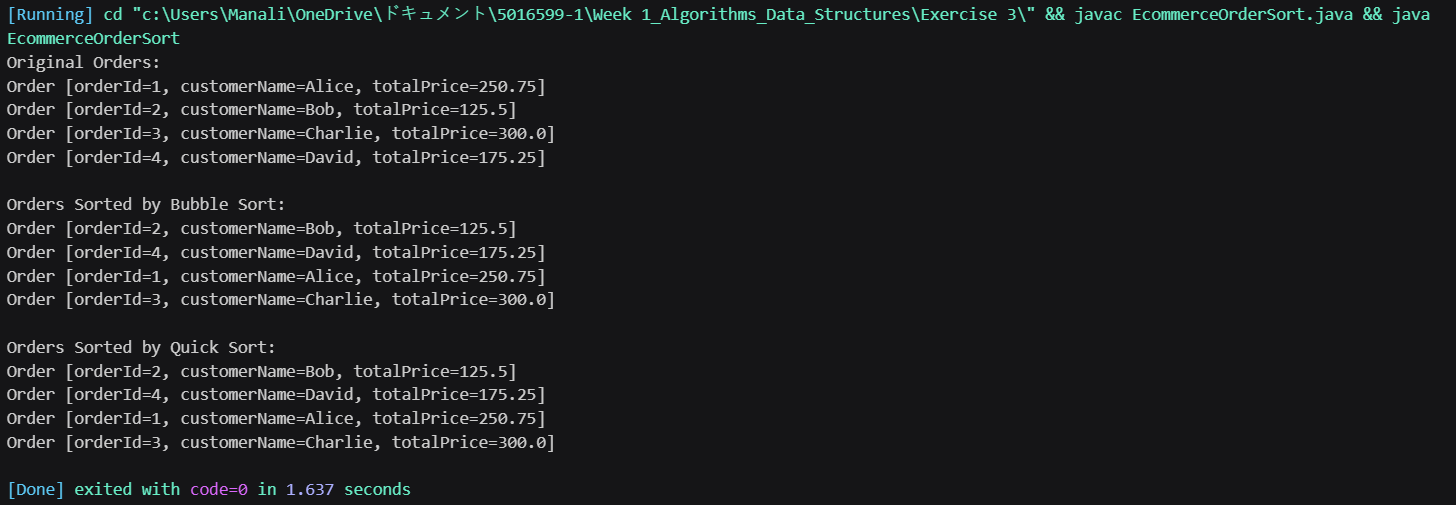 [Running] cd "c:\Users\Manali\OneDrive\ドキュメント\5016599-1\Week 1_Algorithms_Data_Structures\Exercise 3\" && javac EcommerceOrderSort.java && java
EcommerceOrderSort
Original Orders:
Order [orderId=1, customerName=Alice, totalPrice=250.75]
Order [orderId=2, customerName=Bob, totalPrice=125.5]
Order [orderId=3, customerName=Charlie, totalPrice=300.0]
Order [orderId=4, customerName=David, totalPrice=175.25]

Orders Sorted by Bubble Sort:
Order [orderId=2, customerName=Bob, totalPrice=125.5]
Order [orderId=4, customerName=David, totalPrice=175.25]
Order [orderId=1, customerName=Alice, totalPrice=250.75]
Order [orderId=3, customerName=Charlie, totalPrice=300.0]

Orders Sorted by Quick Sort:
Order [orderId=2, customerName=Bob, totalPrice=125.5]
Order [orderId=4, customerName=David, totalPrice=175.25]
Order [orderId=1, customerName=Alice, totalPrice=250.75]
Order [orderId=3, customerName=Charlie, totalPrice=300.0]

[Done] exited with code=0 in 1.637 seconds